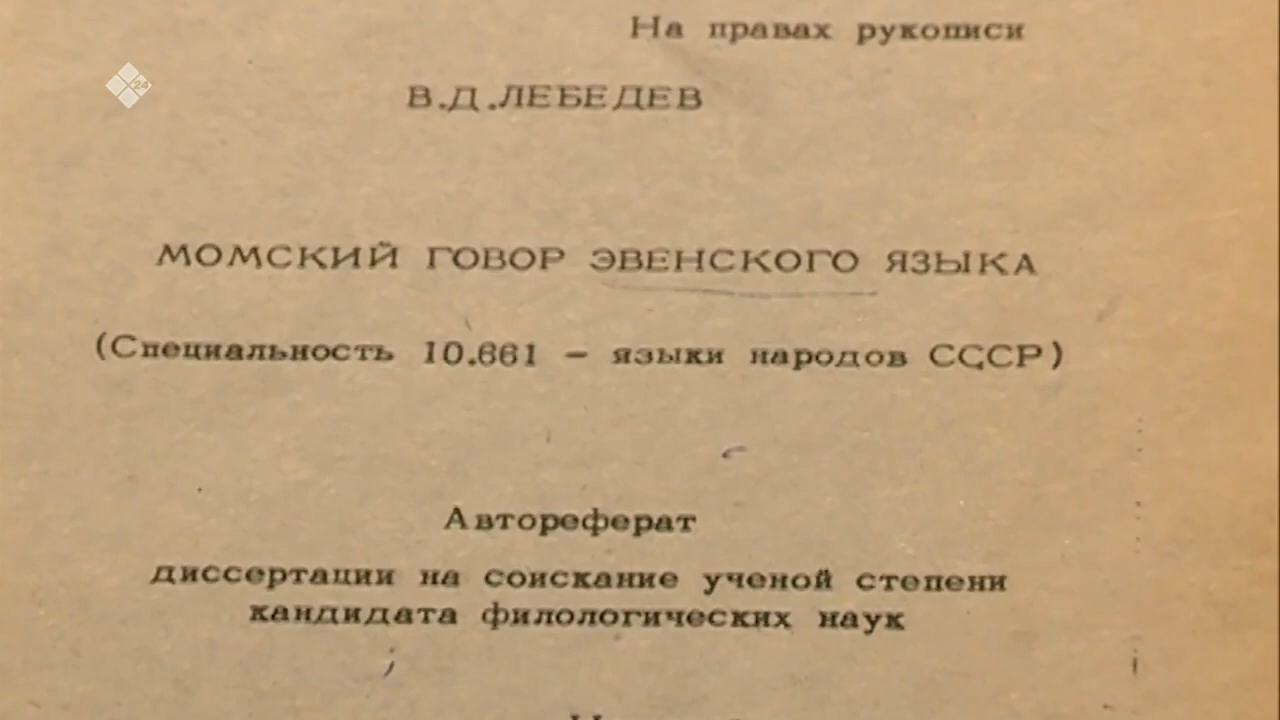 На правах рукописи
24
В.Д.ЛЕБЕДЕВ
МОМСКИЙ ГОВОР ЭВЕНСКОГО ЯЗЫКА
(Специальность 10.661 – языки народов СССР)
Автореферат
диссертации на соискание ученой степени
кандидата филологических наук